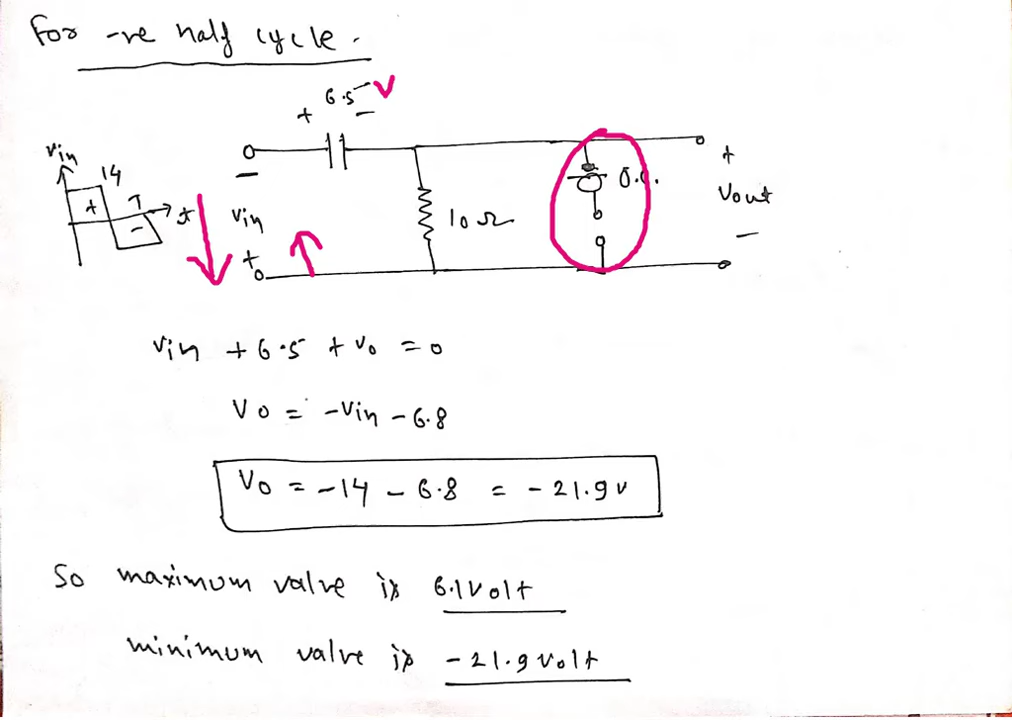 For -ve half cycle.
6.5 V
+ -
Vin
14
+
T
t
-
-
Vin
+
10 Ω
0.C.
+
Vout
-
Vin + 6.5 + Vo = 0
Vo = -Vin - 6.8
Vo = -14 - 6.8 = -21.9 V
So maximum valve is 6.1 Volt
minimum valve is -21.9 Volt